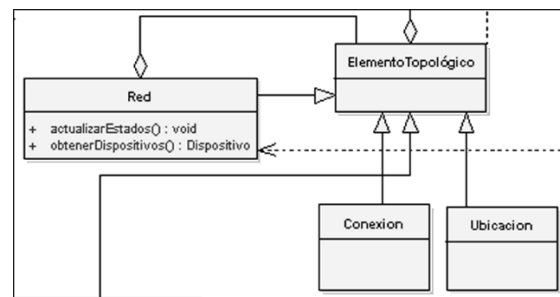 ElementoTopológico
Red
+ actualizarEstados() : void
+ obtenerDispositivos() : Dispositivo
Conexion
Ubicacion